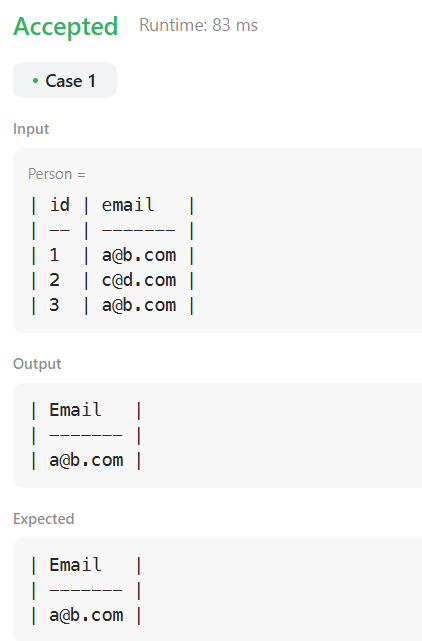 Accepted Runtime: 83 ms
• Case 1
Input
Person =
| id | email   |
| -- | ------- |
| 1  | a@b.com |
| 2  | c@d.com |
| 3  | a@b.com |
Output
| Email   |
| ------- |
| a@b.com |
Expected
| Email   |
| ------- |
| a@b.com |